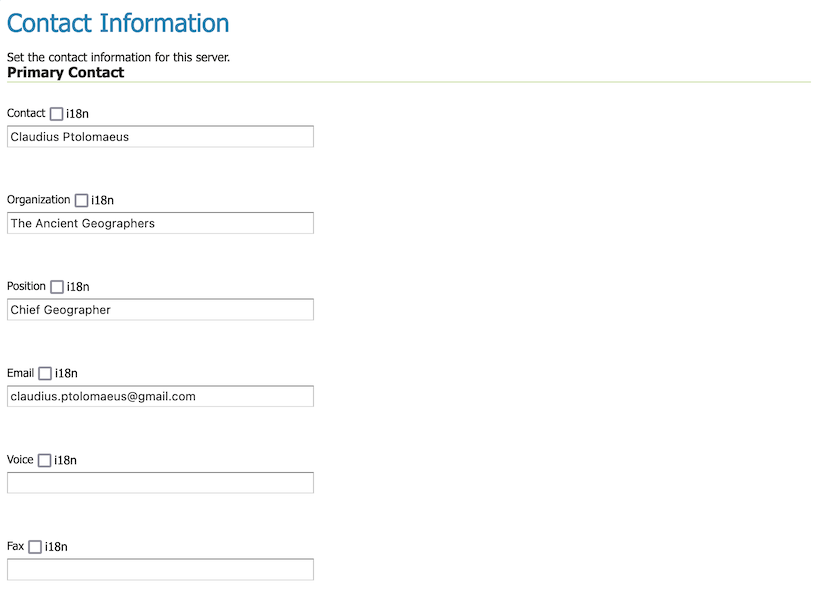 Contact Information
Set the contact information for this server.
Primary Contact
Contact i18n
Claudius Ptolomaeus
Organization i18n
The Ancient Geographers
Position i18n
Chief Geographer
Email i18n
claudius.ptolomaeus@gmail.com
Voice i18n
Fax i18n